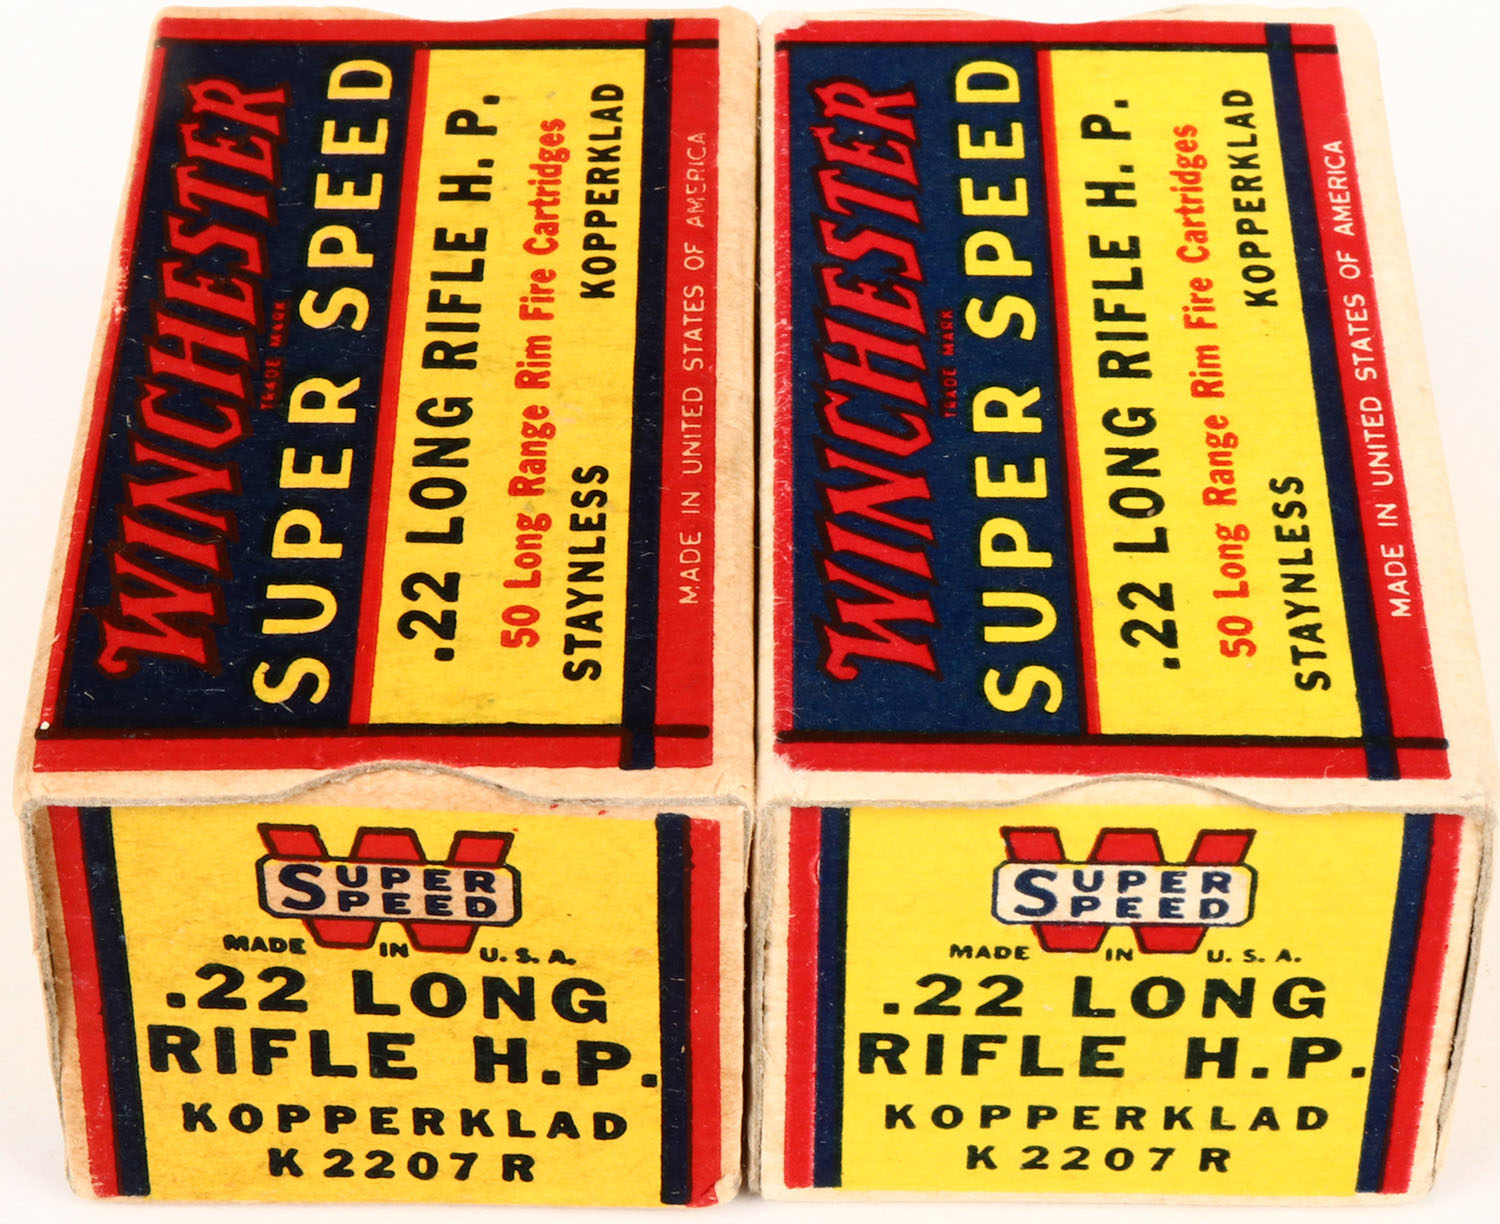 WINCHESTER
TRADE MARK
SUPER SPEED
.22 LONG RIFLE H. P.
50 Long Range Rim Fire Cartridges
STAYNLESS KOPPERKLAD
MADE IN UNITED STATES OF AMERICA
W
SUPER
SPEED
MADE IN U. S. A.
.22 LONG
RIFLE H.P.
KOPPERKLAD
K 2207 R
WINCHESTER
TRADE MARK
SUPER SPEED
.22 LONG RIFLE H. P.
50 Long Range Rim Fire Cartridges
STAYNLESS KOPPERKLAD
MADE IN UNITED STATES OF AMERICA
W
SUPER
SPEED
MADE IN U. S. A.
.22 LONG
RIFLE H.P.
KOPPERKLAD
K 2207 R